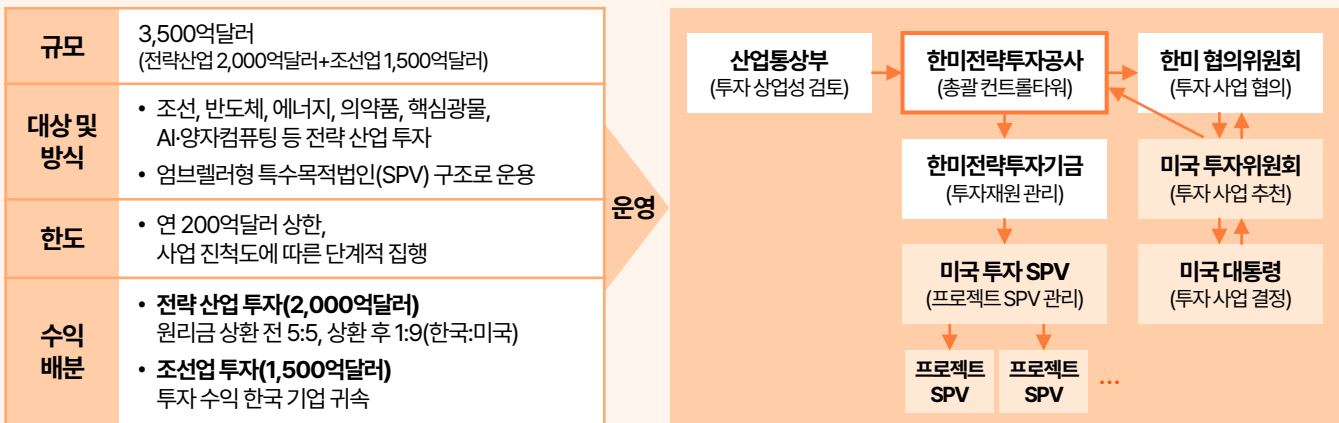 규모
3,500억달러
(전략산업 2,000억달러+조선업 1,500억달러)
대상 및
방식
• 조선, 반도체, 에너지, 의약품, 핵심광물,
AI·양자컴퓨팅 등 전략 산업 투자
• 엄브렐러형 특수목적법인(SPV) 구조로 운용
한도
• 연 200억달러 상한,
사업 진척도에 따른 단계적 집행
수익
배분
• 전략 산업 투자(2,000억달러)
원리금 상환 전 5:5, 상환 후 1:9(한국:미국)
• 조선업 투자(1,500억달러)
투자 수익 한국 기업 귀속
운영
산업통상부
(투자 상업성 검토)
한미전략투자공사
(총괄 컨트롤타워)
한미 협의위원회
(투자 사업 협의)
한미전략투자기금
(투자재원 관리)
미국 투자위원회
(투자 사업 추천)
미국 투자 SPV
(프로젝트 SPV 관리)
미국 대통령
(투자 사업 결정)
프로젝트
SPV
프로젝트
SPV
…